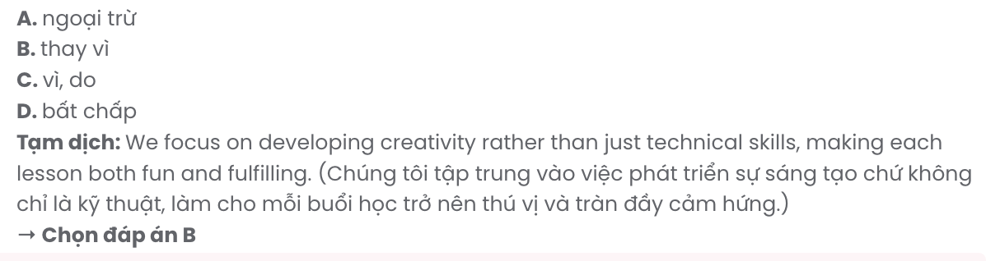 A. ngoại trừ
B. thay vì
C. vì, do
D. bất chấp
Tạm dịch: We focus on developing creativity rather than just technical skills, making each
lesson both fun and fulfilling. (Chúng tôi tập trung vào việc phát triển sự sáng tạo chứ không
chỉ là kỹ thuật, làm cho mỗi buổi học trở nên thú vị và tràn đầy cảm hứng.)
→ Chọn đáp án B